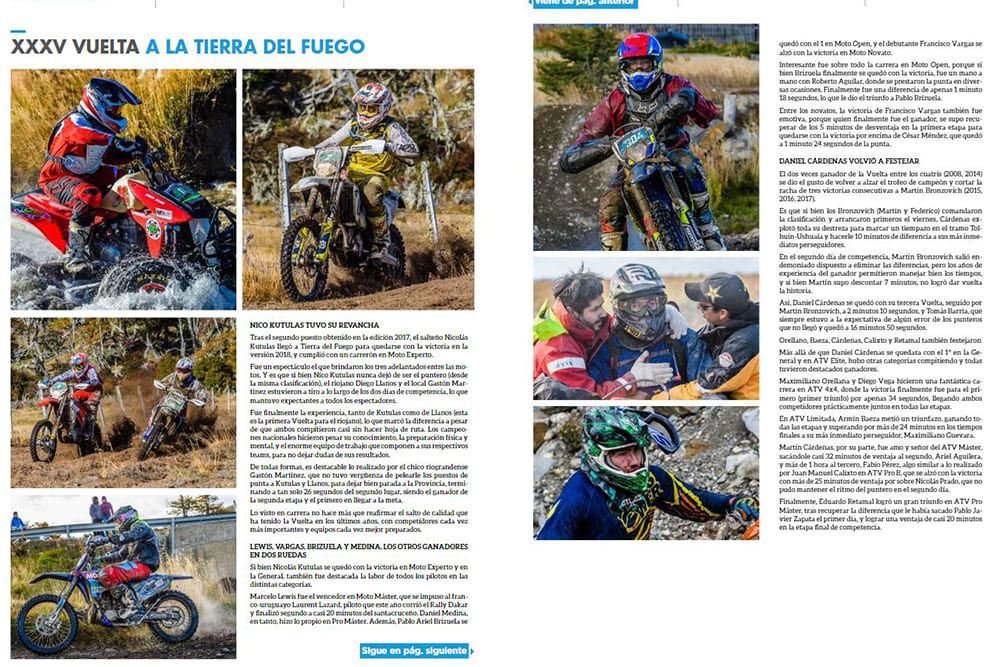 XXXV VUELTA A LA TIERRA DEL FUEGO
NICO KUTULAS TUVO SU REVANCHA
Tras el segundo puesto obtenido en la edición 2017, el salteño Nicolás
Kutulas llegó a Tierra del Fuego para quedarse con la victoria en la
versión 2018, y cumplió con un carrerón en Moto Experto.
Fue un espectáculo el que brindaron los tres adelantados entre las mo-
tos. Y es que si bien Nico Kutulas nunca dejó de ser el puntero (desde
la misma clasificación), el riojano Diego Llanos y el local Gastón Mar-
tínez estuvieron a tiro a lo largo de los dos días de competencia, lo que
mantuvo expectantes a todos los espectadores.
Fue finalmente la experiencia, tanto de Kutulas como de Llanos (esta
es la primera Vuelta para el riojano), lo que marcó la diferencia a pesar
de que ambos compitieron casi sin hacer hoja de ruta. Los campeo-
nes nacionales hicieron pesar su conocimiento, la preparación física y
mental, y el enorme equipo de trabajo que componen a sus respectivos
teams, para no dejar dudas de sus resultados.
De todas formas, es destacable lo realizado por el chico riograndense
Gastón Martínez, que no tuvo vergüenza de pelearle los puestos de
punta a Kutulas y Llanos, para dejar bien parada a la Provincia, termi-
nando a tan solo 26 segundos del segundo lugar, siendo el ganador de
la segunda etapa y el primero en llegar a la meta.
Lo visto en carrera no hace más que reafirmar el salto de calidad que
ha tenido la Vuelta en los últimos años, con competidores cada vez
más importantes y equipos cada vez mejor preparados.
LEWIS, VARGAS, BRIZUELA Y MEDINA, LOS OTROS GANADORES
EN DOS RUEDAS
Si bien Nicolás Kutulas se quedó con la victoria en Moto Experto y en
la General, también fue destacada la labor de todos los pilotos en las
distintas categorías.
Marcelo Lewis fue el vencedor en Moto Máster, que se impuso al fran-
co-uruguayo Laurent Lazard, piloto que este año corrió el Rally Dakar
y finalizó segundo a casi 20 minutos del santacruceño. Daniel Medina,
en tanto, hizo lo propio en Pro Máster. Además, Pablo Ariel Brizuela se
Sigue en pág. siguiente
Viene de pág. anterior
quedó con el 1 en Moto Open, y el debutante Francisco Vargas se
alzó con la victoria en Moto Novato.
Interesante fue sobre todo la carrera en Moto Open, porque si
bien Brizuela finalmente se quedó con la victoria, fue un mano a
mano con Roberto Aguilar, donde se prestaron la punta en diver-
sas ocasiones. Finalmente fue una diferencia de apenas 1 minuto
18 segundos, lo que le dio el triunfo a Pablo Brizuela.
Entre los novatos, la victoria de Francisco Vargas también fue
emotiva, porque quien finalmente fue el ganador, se supo recu-
perar de los 5 minutos de desventaja en la primera etapa para
quedarse con la victoria por encima de César Méndez, que quedó
a 1 minuto 24 segundos de la punta.
DANIEL CÁRDENAS VOLVIÓ A FESTEJAR
El dos veces ganador de la Vuelta entre los cuatris (2008, 2014)
se dio el gusto de volver a alzar el trofeo de campeón y cortar la
racha de tres victorias consecutivas a Martín Bronzovich (2015,
2016, 2017).
Es que si bien los Bronzovich (Martín y Federico) comandaron
la clasificación y arrancaron primeros el viernes, Cárdenas ex-
plotó toda su destreza para marcar un tiempazo en el tramo Tol-
huin-Ushuaia y hacerle 10 minutos de diferencia a sus más inme-
diatos perseguidores.
En el segundo día de competencia, Martín Bronzovich salió en-
demoniado dispuesto a eliminar las diferencias, pero los años de
experiencia del ganador permitieron manejar bien los tiempos,
y si bien Martín supo descontar 7 minutos, no logró dar vuelta
la historia.
Así, Daniel Cárdenas se quedó con su tercera Vuelta, seguido por
Martín Bronzovich, a 2 minutos 10 segundos, y Tomás Barría, que
siempre estuvo a la expectativa de algún error de los punteros
que no llegó y quedó a 16 minutos 50 segundos.
Orellano, Baeza, Cárdenas, Calixto y Retamal también festejaron
Más allá de que Daniel Cárdenas se quedara con el 1º en la Ge-
neral y en ATV Elite, hubo otras categorías compitiendo y todas
tuvieron destacados ganadores.
Maximiliano Orellana y Diego Vega hicieron una fantástica ca-
rrera en ATV 4x4, donde la victoria finalmente fue para el pri-
mero (primer triunfo) por apenas 34 segundos, llegando ambos
competidores prácticamente juntos en todas las etapas.
En ATV Limitada, Armin Baeza metió un triunfazo, ganando to-
das las etapas y superando por más de 24 minutos en los tiempos
finales a su más inmediato perseguidor, Maximiliano Guevara.
Martín Cárdenas, por su parte, fue amo y señor del ATV Máster,
sacándole casi 32 minutos de ventaja al segundo, Ariel Aguilera,
y más de 1 hora al tercero, Fabio Pérez, algo similar a lo realizado
por Juan Manuel Calixto en ATV Pro B, que se alzó con la victoria
con más de 25 minutos de ventaja por sobre Nicolás Prado, que no
pudo mantener el ritmo del puntero en el segundo día.
Finalmente, Eduardo Retamal logró un gran triunfo en ATV Pro
Máster, tras recuperar la diferencia que le había sacado Pablo Ja-
vier Zapata el primer día, y lograr una ventaja de casi 20 minutos
en la etapa final de competencia.